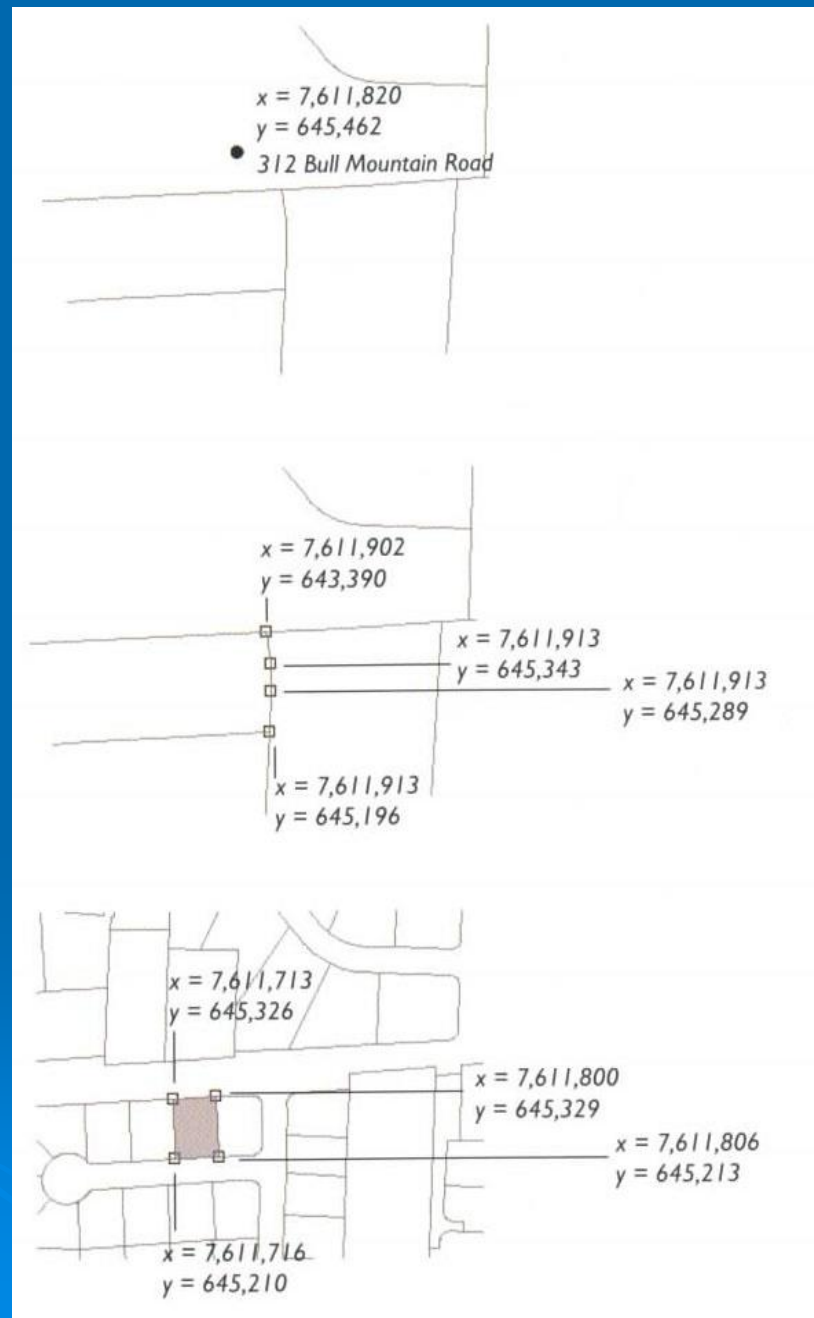 x = 7,611,820
y = 645,462
312 Bull Mountain Road
x = 7,611,902
y = 643,390
x = 7,611,913
y = 645,343
x = 7,611,913
y = 645,289
x = 7,611,913
y = 645,196
x = 7,611,713
y = 645,326
x = 7,611,800
y = 645,329
x = 7,611,806
y = 645,213
x = 7,611,716
y = 645,210